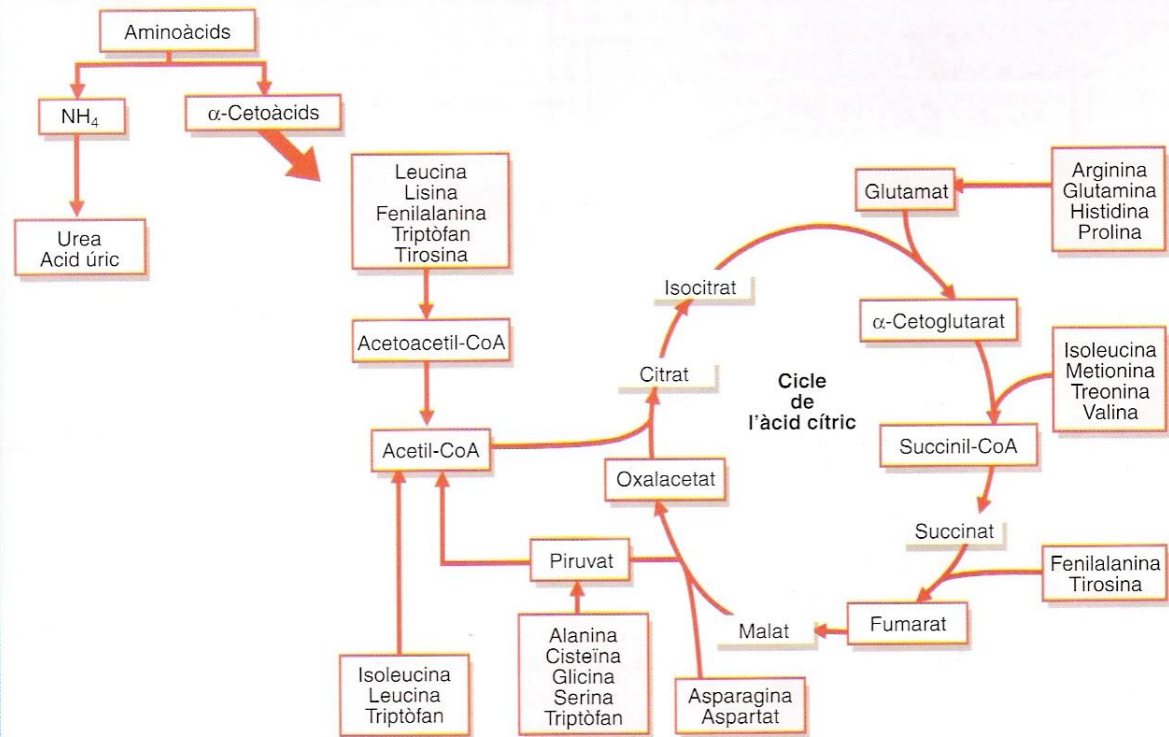 Aminoàcids
NH₄
α-Cetoàcids
Urea
Acid úric
Leucina
Lisina
Fenilalanina
Triptòfan
Tirosina
Acetoacetil-CoA
Acetil-CoA
Isoleucina
Leucina
Triptòfan
Piruvat
Alanina
Cisteïna
Glicina
Serina
Triptòfan
Asparagina
Aspartat
Oxalacetat
Citrat
Isocitrat
Cicle
de
l'àcid cítric
Glutamat
Arginina
Glutamina
Histidina
Prolina
α-Cetoglutarat
Isoleucina
Metionina
Treonina
Valina
Succinil-CoA
Succinat
Fenilalanina
Tirosina
Fumarat
Malat